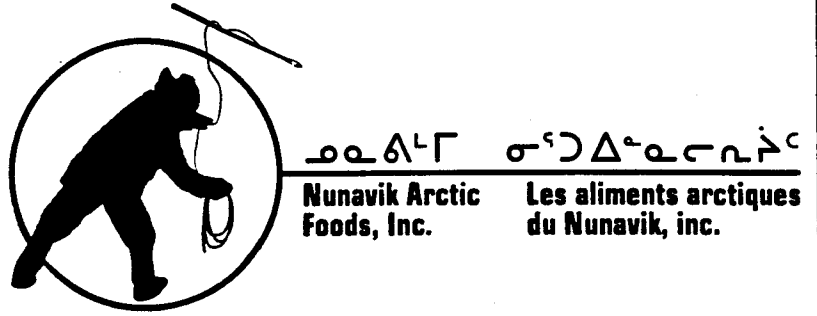 ᓄᓇᕕᒻᒥ ᓂᕐᑐᐃᓐᓇᓕᕆᔩᑦ
Nunavik Arctic
Foods, Inc.
Les aliments arctiques
du Nunavik, inc.